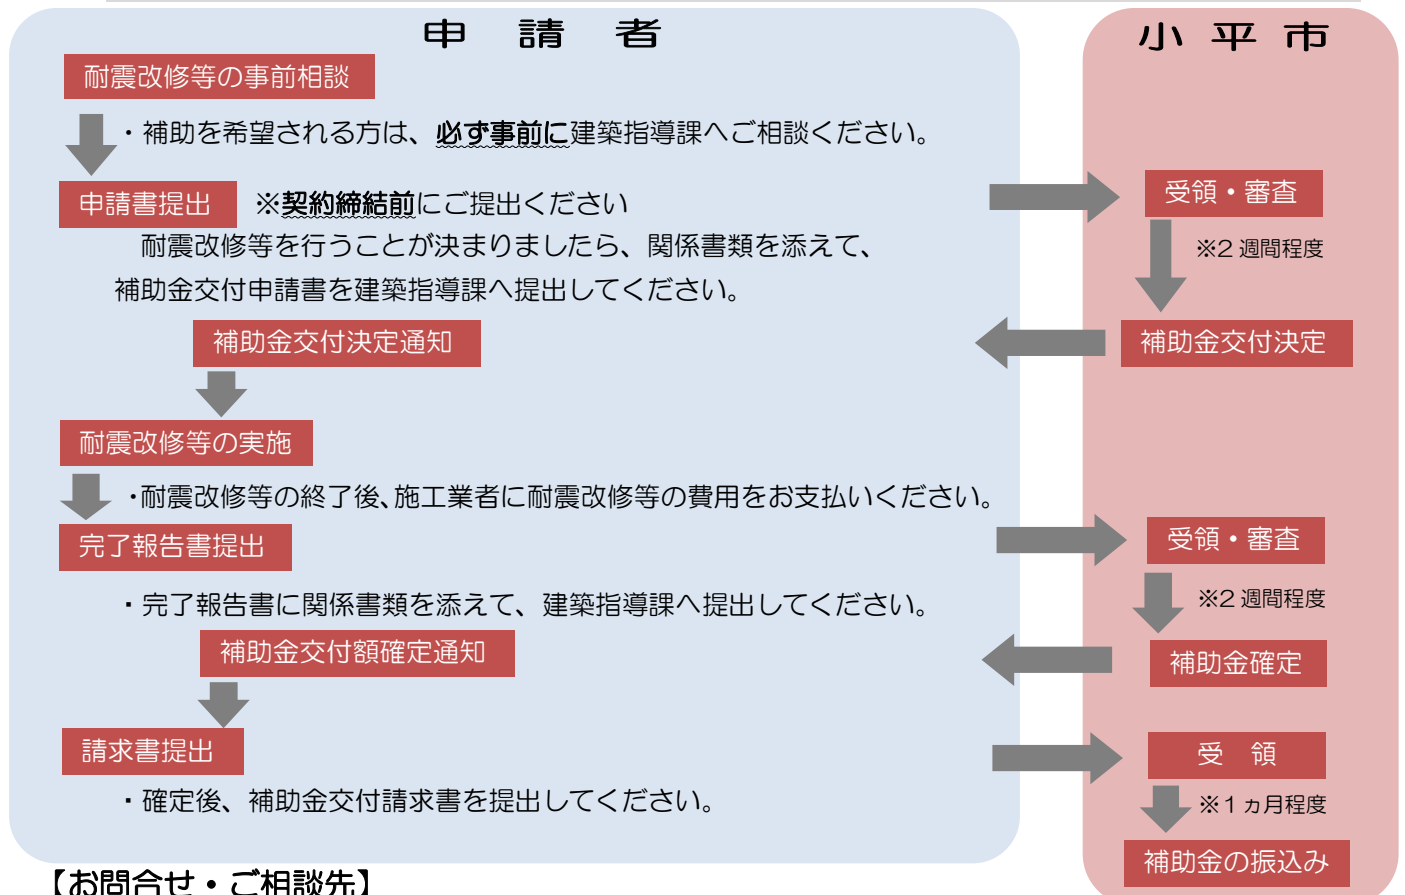 申 請 者
小 平 市
耐震改修等の事前相談
・補助を希望される方は、必ず事前に建築指導課へご相談ください。
申請書提出 ※契約締結前にご提出ください
受領・審査
耐震改修等を行うことが決まりましたら、関係書類を添えて、
※2 週間程度
補助金交付申請書を建築指導課へ提出してください。
補助金交付決定通知
補助金交付決定
耐震改修等の実施
・耐震改修等の終了後、施工業者に耐震改修等の費用をお支払いください。
完了報告書提出
受領・審査
・完了報告書に関係書類を添えて、建築指導課へ提出してください。
※2 週間程度
補助金交付額確定通知
補助金確定
請求書提出
受 領
・確定後、補助金交付請求書を提出してください。
※1 ヵ月程度
補助金の振込み
【お問合せ・ご相談先】